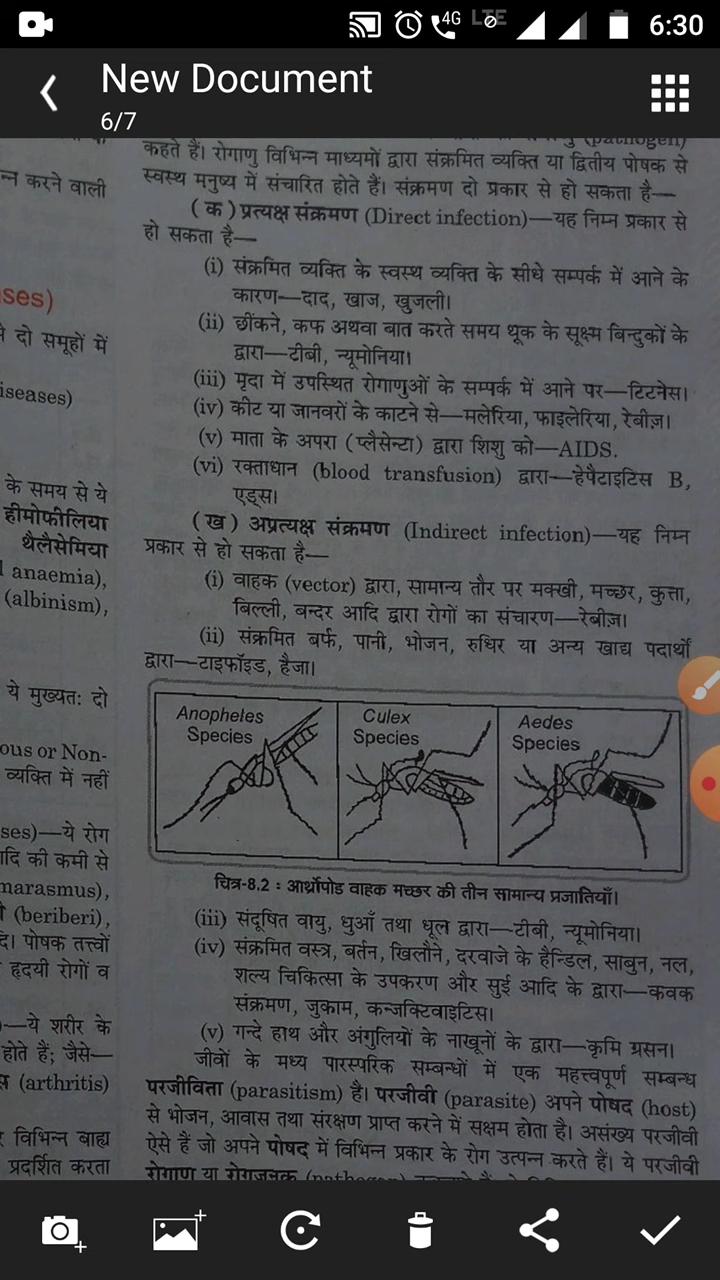 4G
LTE
6:30
New Document
6/7
न्न करने वाली
ses)
दो समूहों में
iseases)
के समय से ये
हीमोफीलिया
थैलैसेमिया
anaemia),
(albinism),
ये मुख्यतः दो
ous or Non-
व्यक्ति में नहीं
ses)—ये रोग
आदि की कमी से
marasmus),
(beriberi),
पोषक तत्त्वों
हृदयी रोगों व
—ये शरीर के
होते हैं; जैसे—
(arthritis)
विभिन्न बाह्य
प्रदर्शित करता
(pathogen)
कहते हैं। रोगाणु विभिन्न माध्यमों द्वारा संक्रमित व्यक्ति या द्वितीय पोषक से
स्वस्थ मनुष्य में संचारित होते हैं। संक्रमण दो प्रकार से हो सकता है—
(क) प्रत्यक्ष संक्रमण (Direct infection)—यह निम्न प्रकार से
हो सकता है—
(i) संक्रमित व्यक्ति के स्वस्थ व्यक्ति के सीधे सम्पर्क में आने के
कारण—दाद, खाज, खुजली।
(ii) छींकने, कफ अथवा बात करते समय थूक के सूक्ष्म बिन्दुकों के
द्वारा—टीबी, न्यूमोनिया।
(iii) मृदा में उपस्थित रोगाणुओं के सम्पर्क में आने पर—टिटनेस।
(iv) कीट या जानवरों के काटने से—मलेरिया, फाइलेरिया, रेबीज़।
(v) माता के अपरा (प्लैसेन्टा) द्वारा शिशु को—AIDS.
(vi) रक्ताधान (blood transfusion) द्वारा—हेपैटाइटिस B,
एड्स।
(ख) अप्रत्यक्ष संक्रमण (Indirect infection)—यह निम्न
प्रकार से हो सकता है—
(i) वाहक (vector) द्वारा, सामान्य तौर पर मक्खी, मच्छर, कुत्ता,
बिल्ली, बन्दर आदि द्वारा रोगों का संचारण—रेबीज़।
(ii) संक्रमित बर्फ, पानी, भोजन, रुधिर या अन्य खाद्य पदार्थों
द्वारा—टाइफॉइड, हैजा।
Anopheles
Species
Culex
Species
Aedes
Species
चित्र-8.2 : आर्थ्रोपोड वाहक मच्छर की तीन सामान्य प्रजातियाँ।
(iii) संदूषित वायु, धुआँ तथा धूल द्वारा—टीबी, न्यूमोनिया।
(iv) संक्रमित वस्त्र, बर्तन, खिलौने, दरवाजे के हैन्डिल, साबुन, नल,
शल्य चिकित्सा के उपकरण और सुई आदि के द्वारा—कवक
संक्रमण, जुकाम, कन्जक्टिवाइटिस।
(v) गन्दे हाथ और अंगुलियों के नाखूनों के द्वारा—कृमि ग्रसन।
जीवों के मध्य पारस्परिक सम्बन्धों में एक महत्त्वपूर्ण सम्बन्ध
परजीविता (parasitism) है। परजीवी (parasite) अपने पोषद (host)
से भोजन, आवास तथा संरक्षण प्राप्त करने में सक्षम होता है। असंख्य परजीवी
ऐसे हैं जो अपने पोषद में विभिन्न प्रकार के रोग उत्पन्न करते हैं। ये परजीवी
रोगाणु या रोगजनक (pathogen)